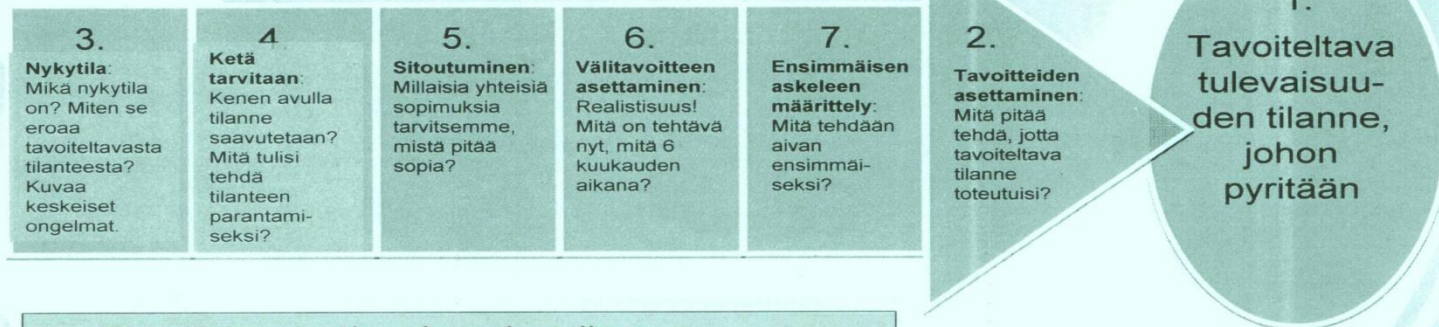 3.
Nykytila:
Mikä nykytila
on? Miten se
eroaa
tavoiteltavasta
tilanteesta?
Kuvaa
keskeiset
ongelmat.
4
Ketä
tarvitaan:
Kenen avulla
tilanne
saavutetaan?
Mitä tulisi
tehdä
tilanteen
parantami-
seksi?
5.
Sitoutuminen:
Millaisia yhteisiä
sopimuksia
tarvitsemme,
mistä pitää
sopia?
6.
Välitavoitteen
asettaminen:
Realistisuus!
Mitä on tehtävä
nyt, mitä 6
kuukauden
aikana?
7.
Ensimmäisen
askeleen
määrittely:
Mitä tehdään
aivan
ensimmäi-
seksi?
2.
Tavoitteiden
asettaminen:
Mitä pitää
tehdä, jotta
tavoiteltava
tilanne
toteutuisi?
1.
Tavoiteltava
tulevaisuu-
den tilanne,
johon
pyritään